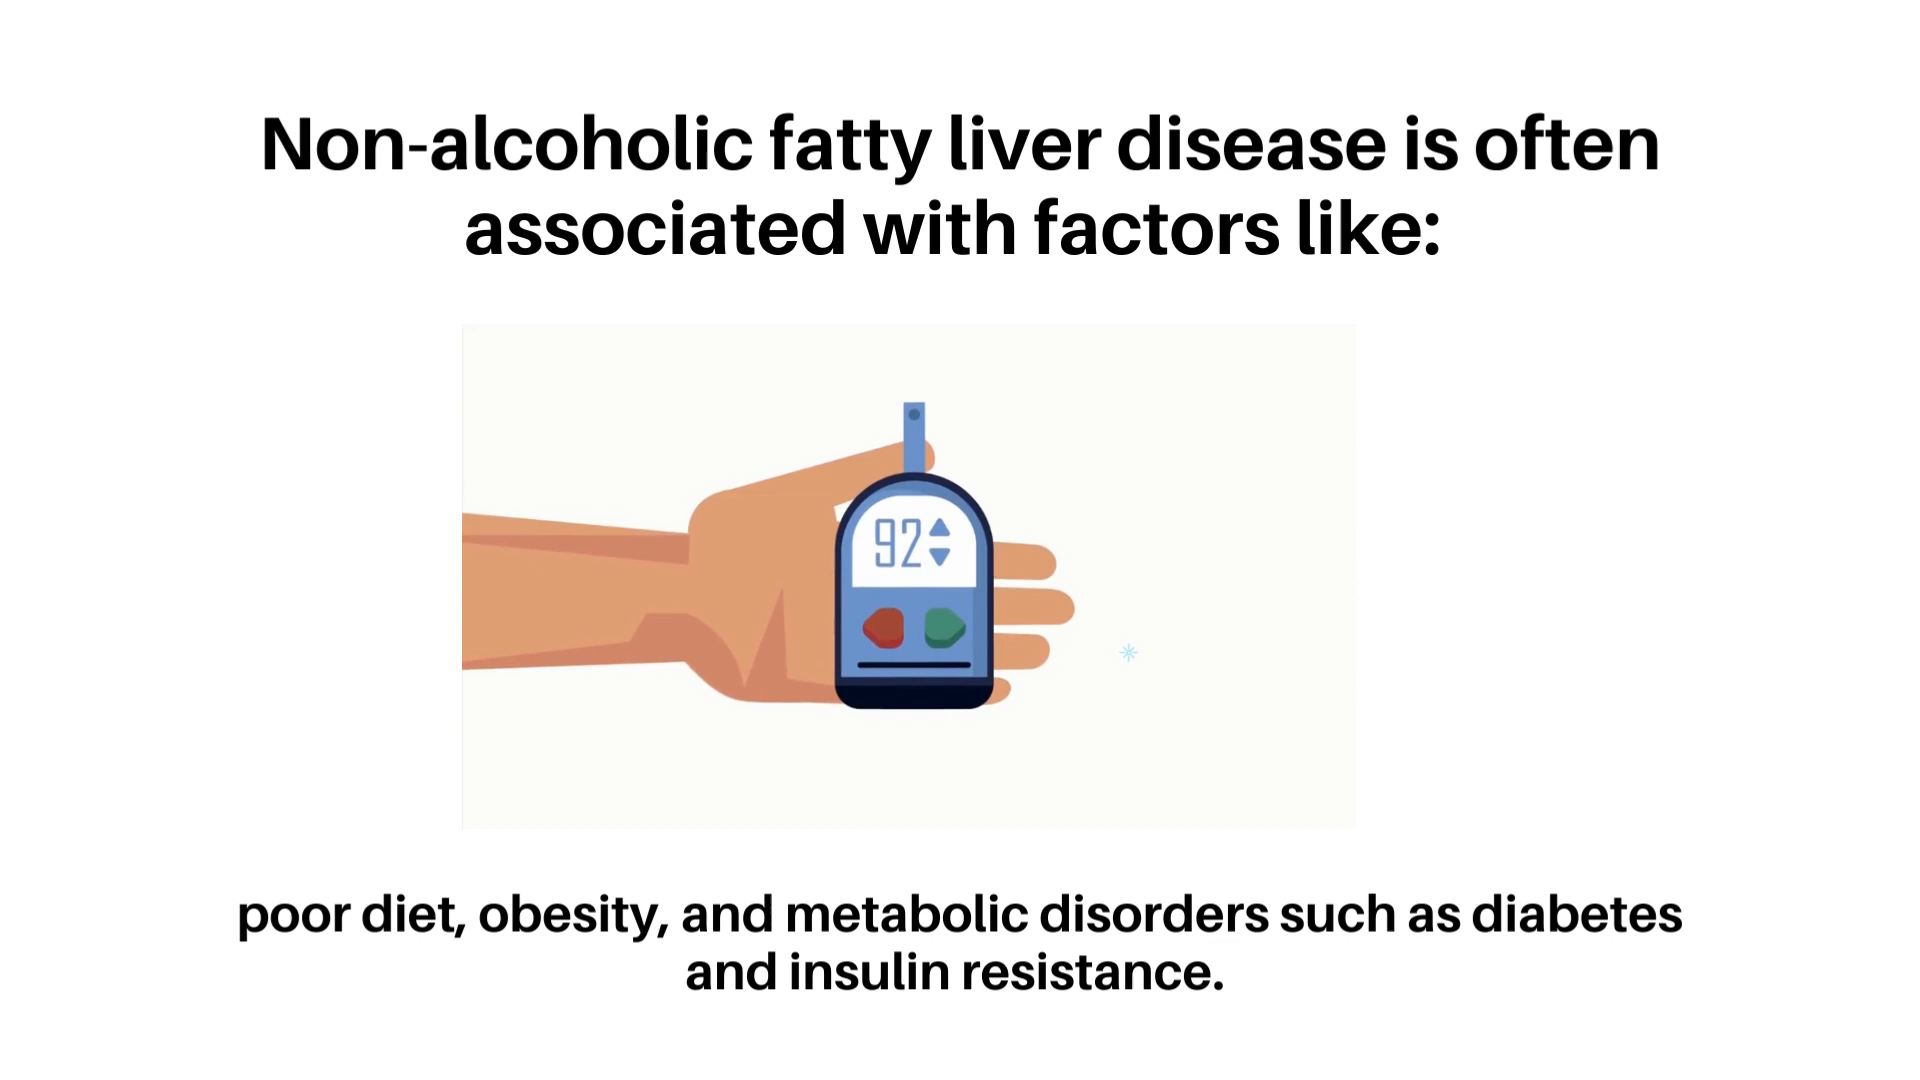 Non-alcoholic fatty liver disease is often
associated with factors like:
92
poor diet, obesity, and metabolic disorders such as diabetes
and insulin resistance.